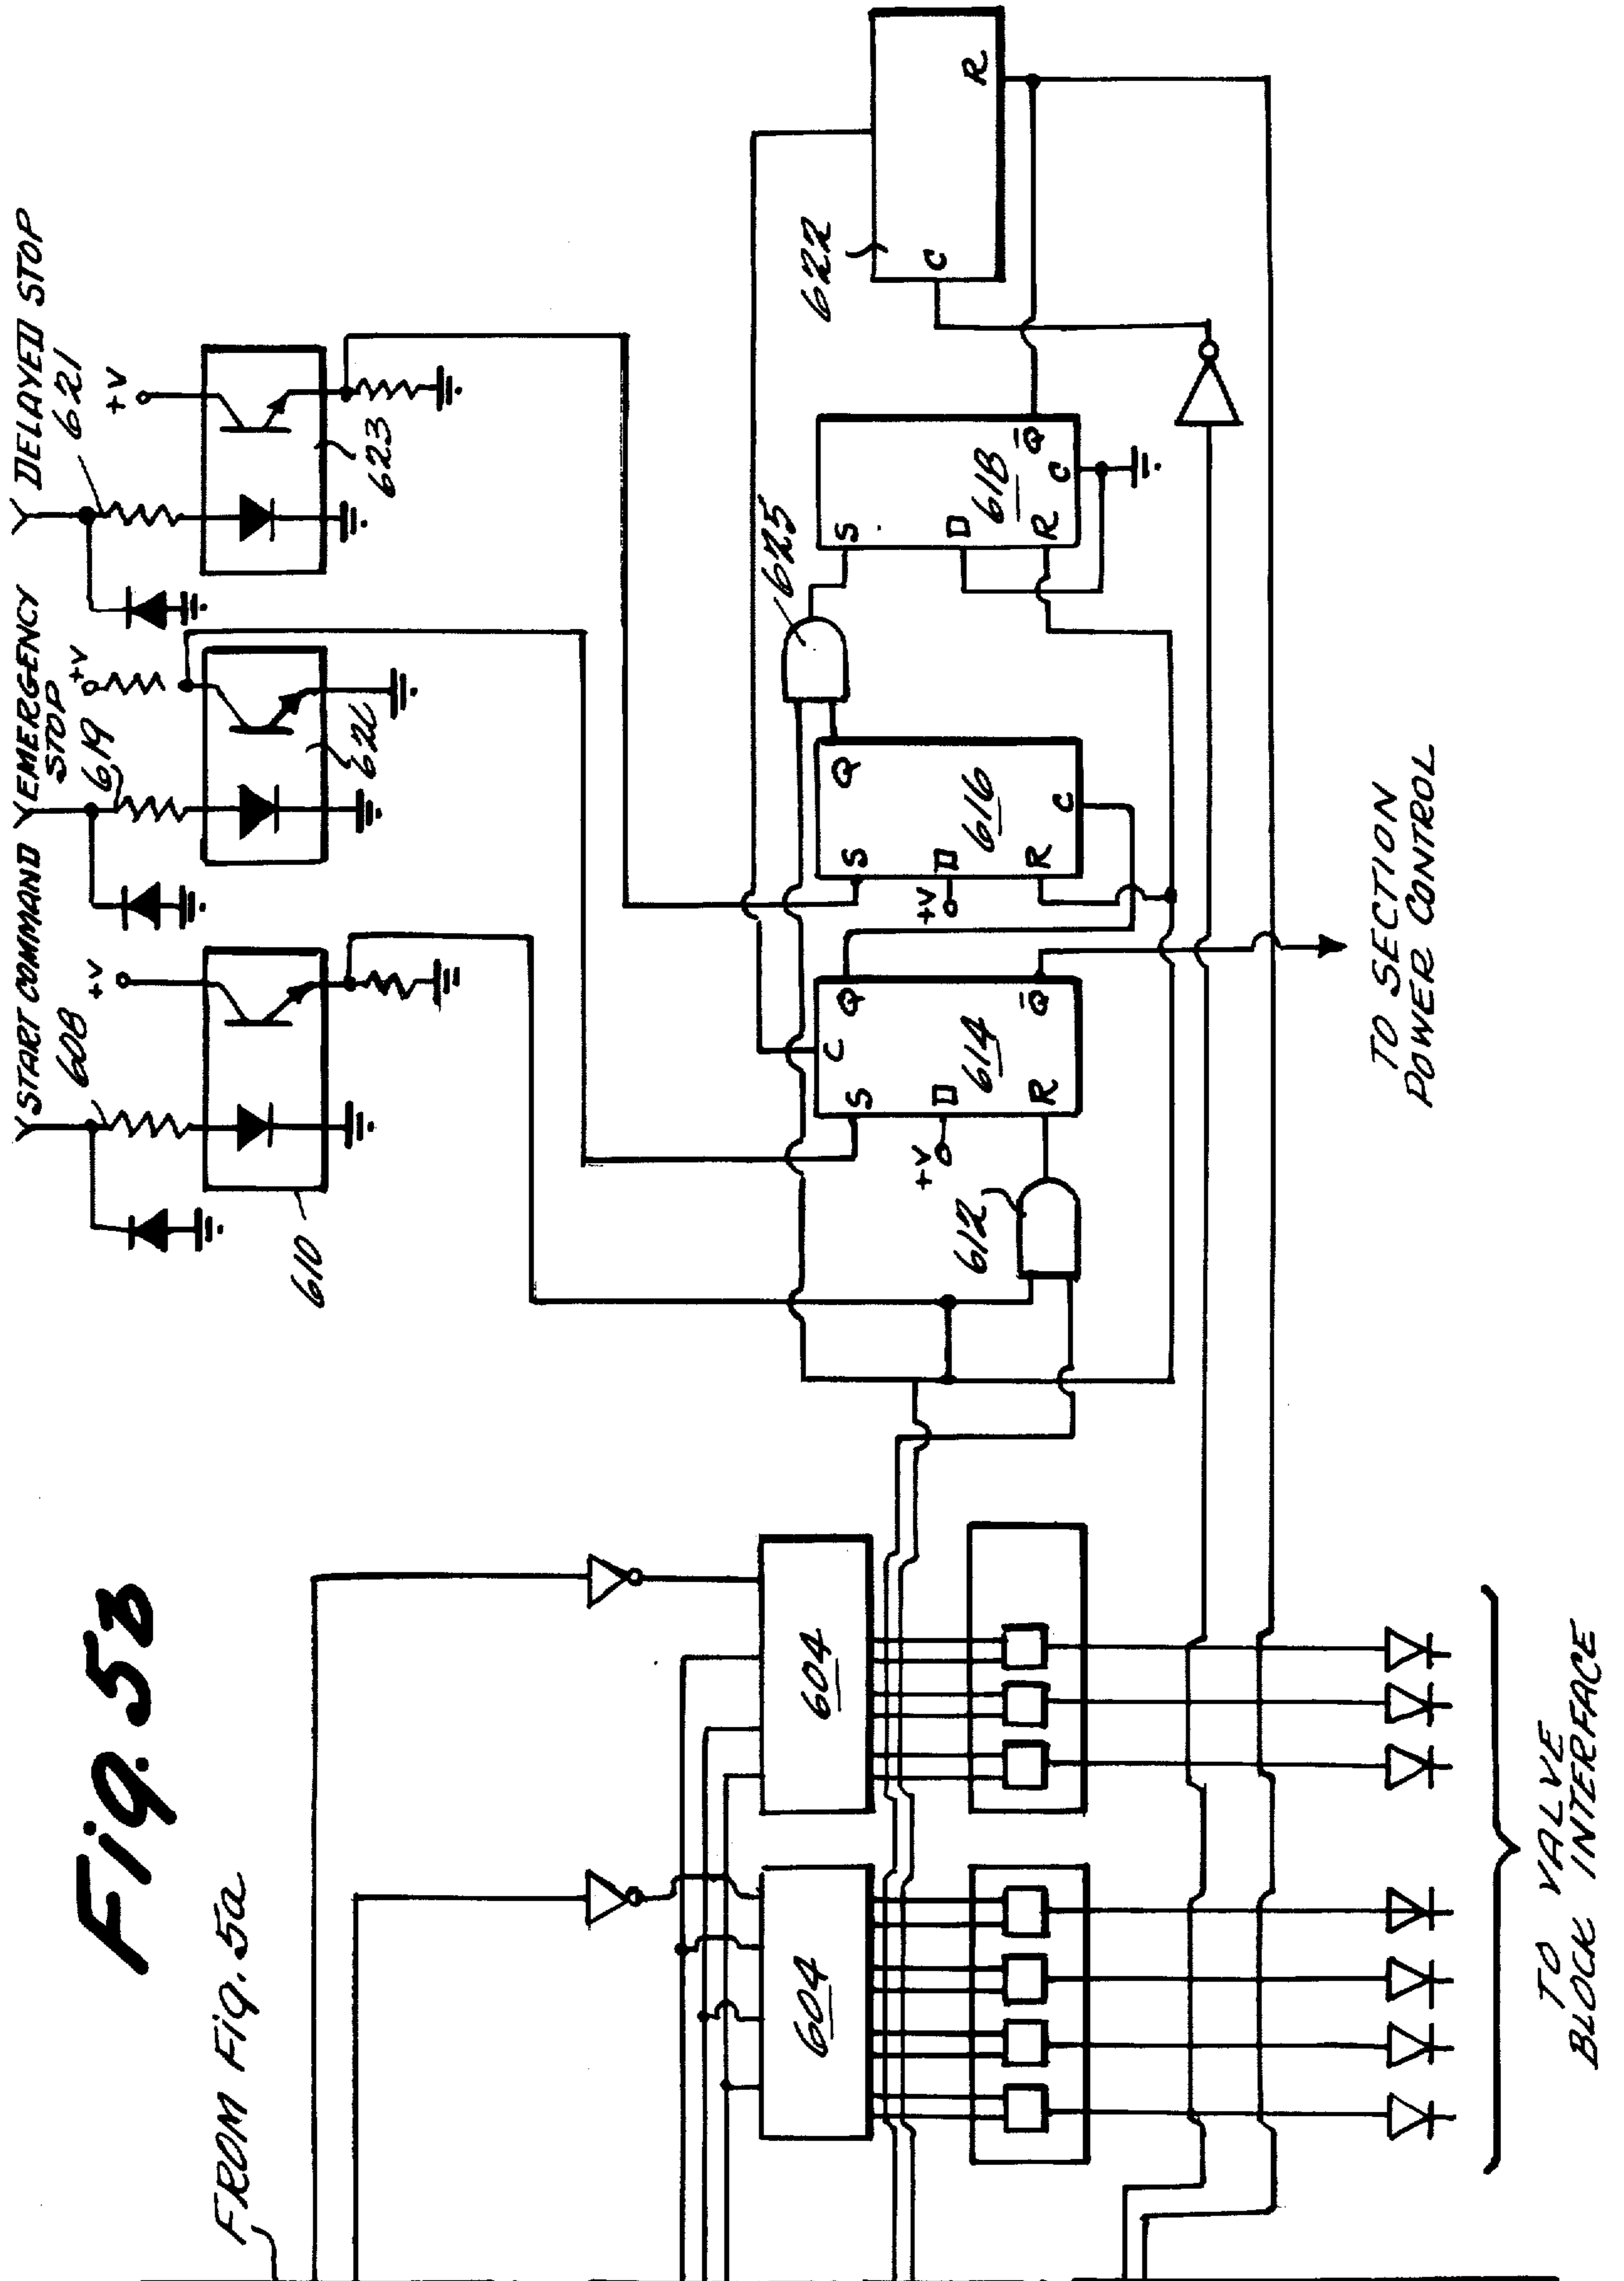 Fig. 5B
FROM Fig. 5a
START COMMAND
608
+V
610
EMERGENCY
STOP
619
+V
620
DELAYED STOP
621
+V
623
612
+V
S
C
Q
D
614
R
Q̅
+V
S
Q
D
616
R
C
625
S
D
618
R
C
Q̅
622
C
R
604
604
TO SECTION
POWER CONTROL
TO VALVE
BLOCK INTERFACE